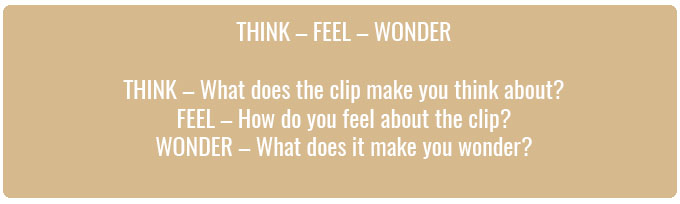 THINK – FEEL – WONDER
THINK – What does the clip make you think about?
FEEL – How do you feel about the clip?
WONDER – What does it make you wonder?